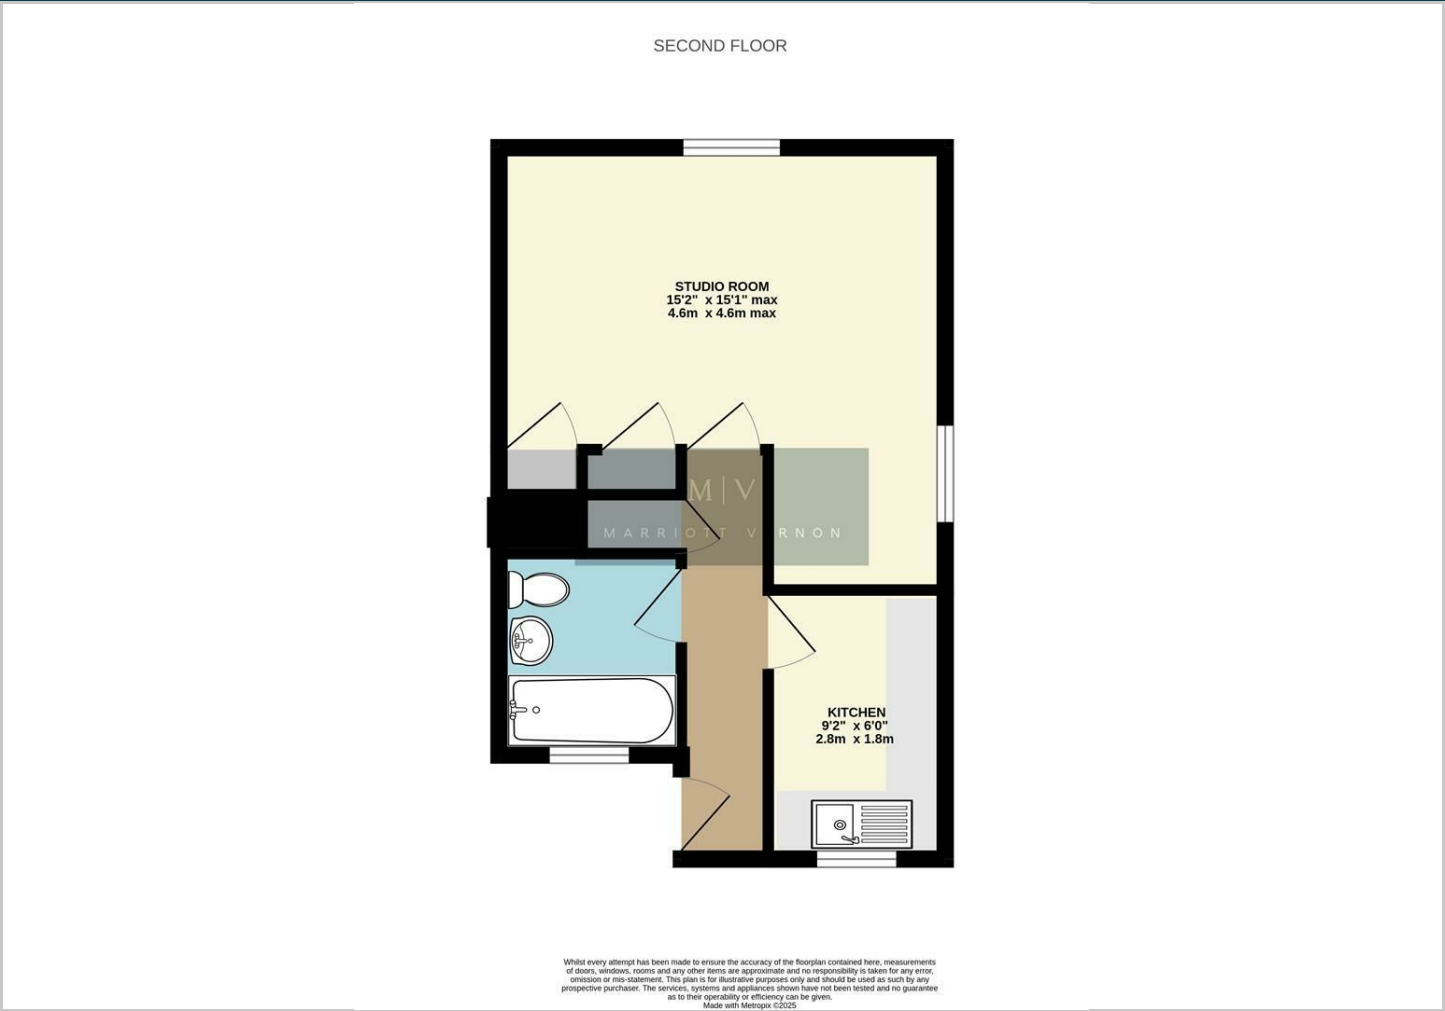 SECOND FLOOR
STUDIO ROOM
15'2" x 15'1" max
4.6m x 4.6m max
M | V
MARRIOTT VERNON
KITCHEN
9'2" x 6'0"
2.8m x 1.8m
Whilst every attempt has been made to ensure the accuracy of the floorplan contained here, measurements
of doors, windows, rooms and any other items are approximate and no responsibility is taken for any error,
omission or mis-statement. This plan is for illustrative purposes only and should be used as such by any
prospective purchaser. The services, systems and appliances shown have not been tested and no guarantee
as to their operability or efficiency can be given.
Made with Metropix ©2025